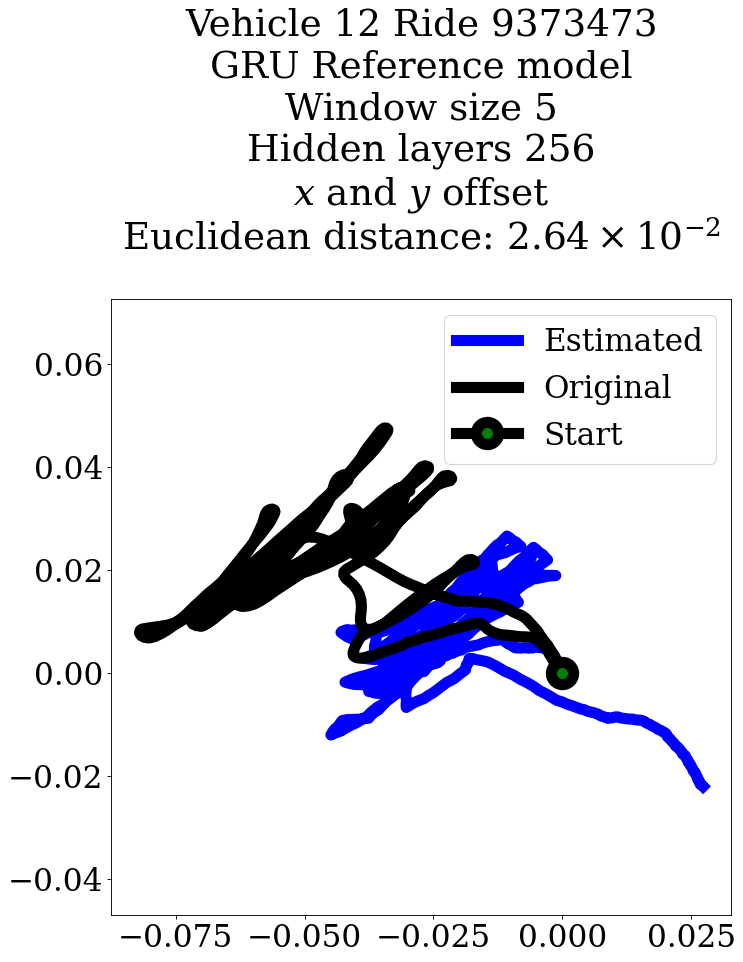 Vehicle 12 Ride 9373473
GRU Reference model
Window size 5
Hidden layers 256
x and y offset
Euclidean distance: 2.64 × 10⁻²
Estimated
Original
Start
0.06
0.04
0.02
0.00
−0.02
−0.04
−0.075 −0.050 −0.025 0.000 0.025